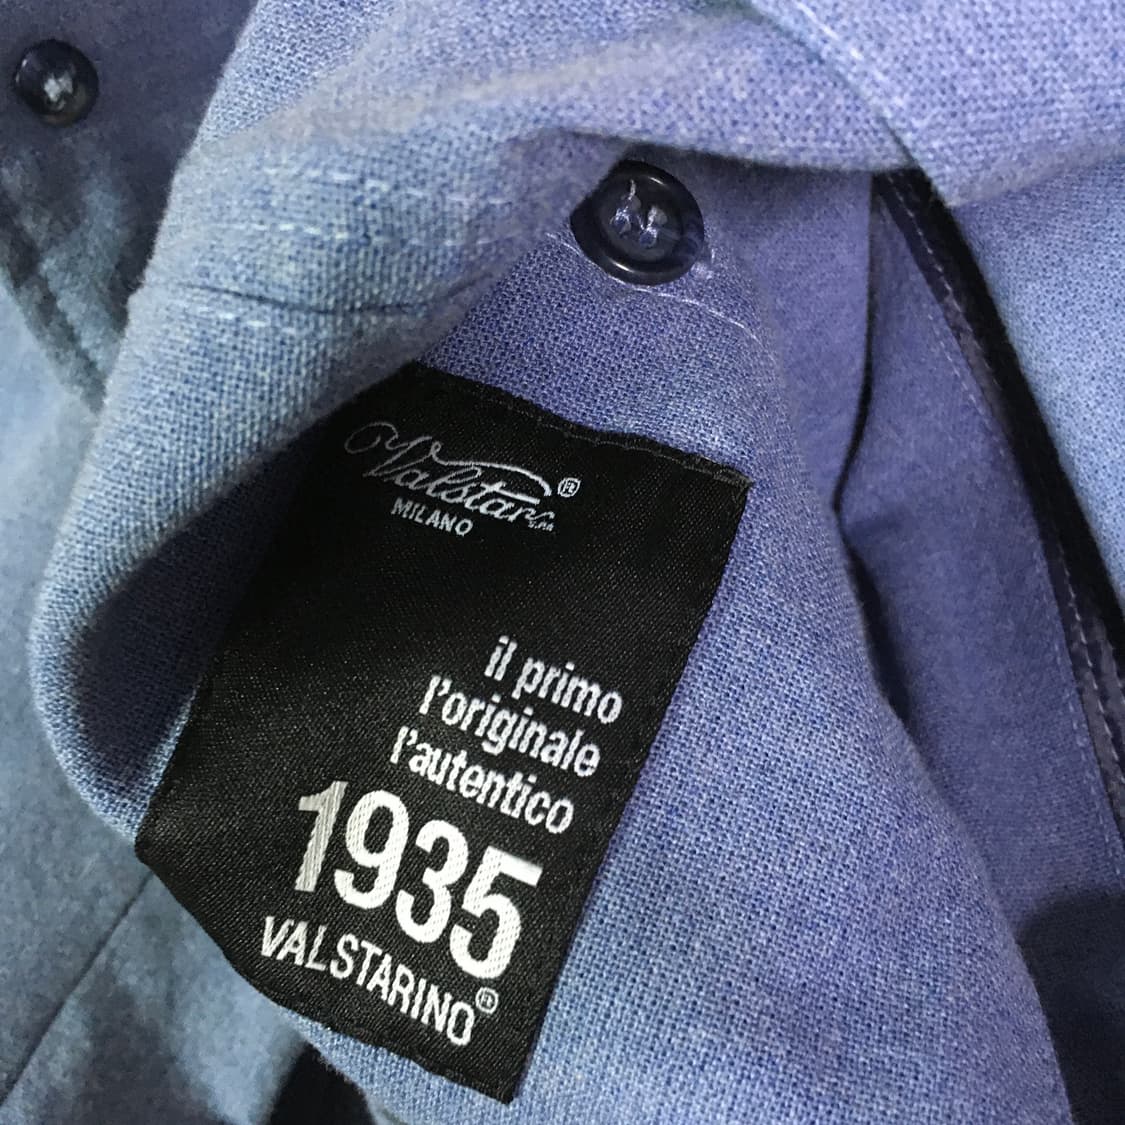 Valstar®
MILANO
il primo
l'originale
l'autentico
1935
VALSTARINO®